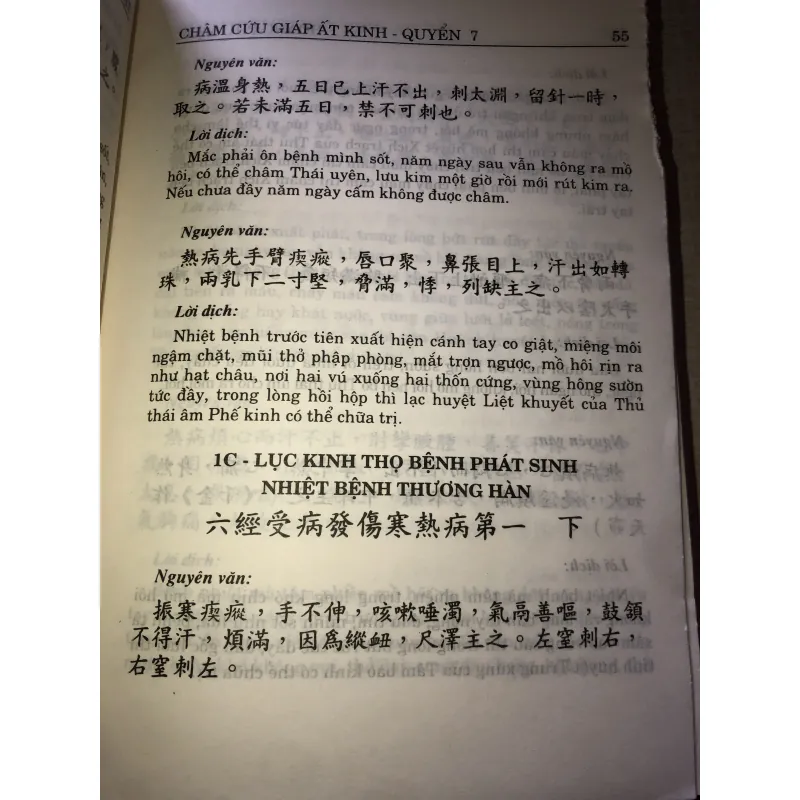 CHÂM CỨU GIÁP ẤT KINH - QUYỂN 7 55
Nguyên văn:
病溫身熱，五日已上汗不出，刺太淵，留針一時，
取之。若未滿五日，禁不可刺也。
Lời dịch:
Mắc phải ôn bệnh mình sốt, năm ngày sau vẫn không ra mồ
hôi, có thể châm Thái uyên, lưu kim một giờ rồi mới rút kim ra.
Nếu chưa đầy năm ngày cấm không được châm.
Nguyên văn:
熱病先手臂瘈瘲，唇口聚，鼻張目上，汗出如轉
珠，兩乳下二寸堅，脅滿，悸，列缺主之。
Lời dịch:
Nhiệt bệnh trước tiên xuất hiện cánh tay co giật, miệng môi
ngậm chặt, mũi thở phập phòng, mắt trợn ngược, mồ hôi rịn ra
như hạt châu, nơi hai vú xuống hai thốn cứng, vùng hông sườn
tức đầy, trong lòng hồi hộp thì lạc huyệt Liệt khuyết của Thủ
thái âm Phế kinh có thể chữa trị.
1C - LỤC KINH THỌ BỆNH PHÁT SINH
NHIỆT BỆNH THƯƠNG HÀN
六經受病發傷寒熱病第一 下
Nguyên văn:
振寒瘈瘲，手不伸，咳嗽唾濁，氣鬲善嘔，鼓頷
不得汗，煩滿，因爲縱衄，尺澤主之。左窒刺右，
右窒刺左。